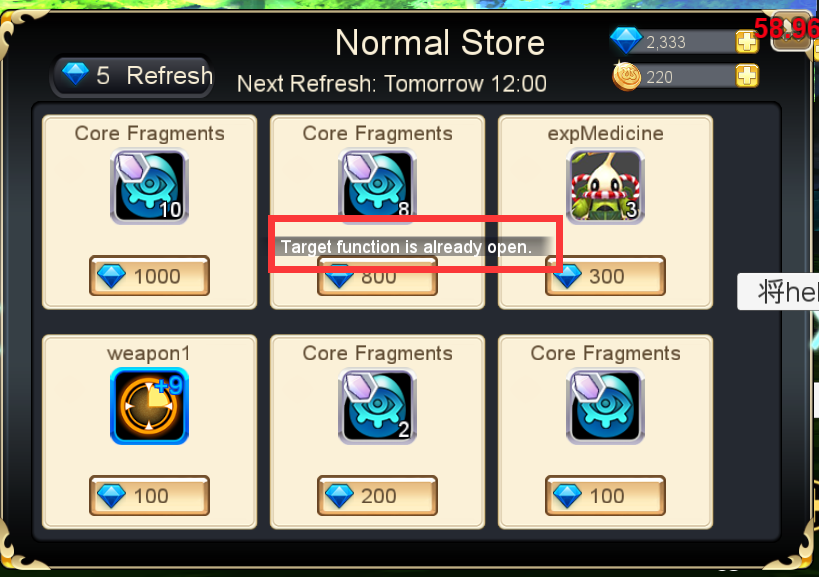 Normal Store
58.96
2,333
5 Refresh
Next Refresh: Tomorrow 12:00
220
Core Fragments
Core Fragments
expMedicine
10
8
3
Target function is already open.
1000
800
300
将hel
weapon1
Core Fragments
Core Fragments
+9
2
100
200
100